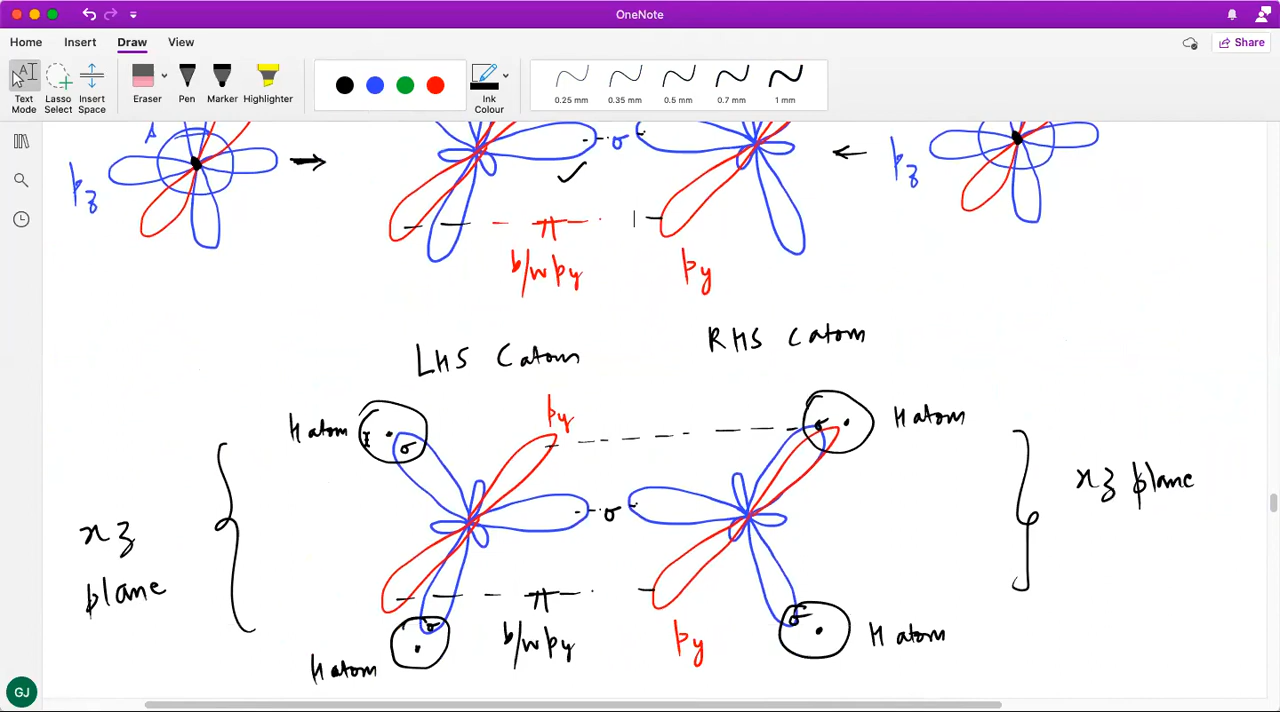 OneNote
Home Insert Draw View
Share
Text Mode
Lasso Select
Insert Space
Eraser
Pen
Marker
Highlighter
Ink Colour
0.25 mm
0.35 mm
0.5 mm
0.7 mm
1 mm
A
σ
pz
pz
π
b/w py
py
LHS C atom
RHS C atom
py
H atom
σ
σ
H atom
xz plane
σ
xz
plane
π
b/w py
py
σ
σ
H atom
H atom
GJ